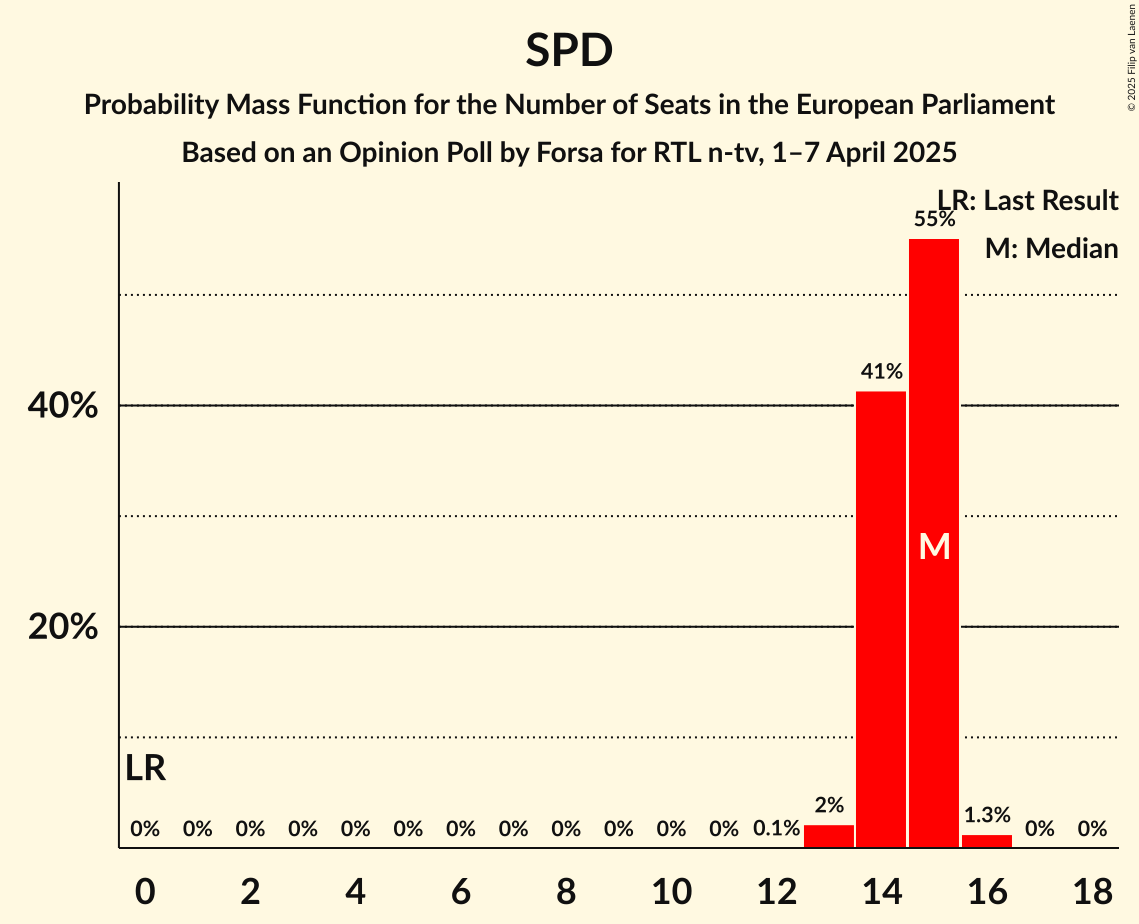 SPD
Probability Mass Function for the Number of Seats in the European Parliament
Based on an Opinion Poll by Forsa for RTL n-tv, 1–7 April 2025
© 2025 Filip van Laenen
LR: Last Result
M: Median
55%
41%
40%
M
20%
LR
0% 0% 0% 0% 0% 0% 0% 0% 0% 0% 0% 0% 0.1% 2% 1.3% 0% 0%
0 2 4 6 8 10 12 14 16 18